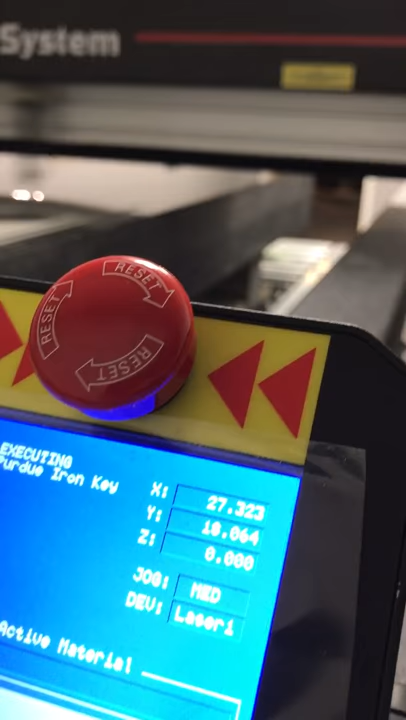 System
RESET
RESET
RESET
EXECUTING
Purdue Iron Key
X: 27.323
Y: 18.064
Z: 0.000
JOG: MED
DEV: Laser1
Active Material